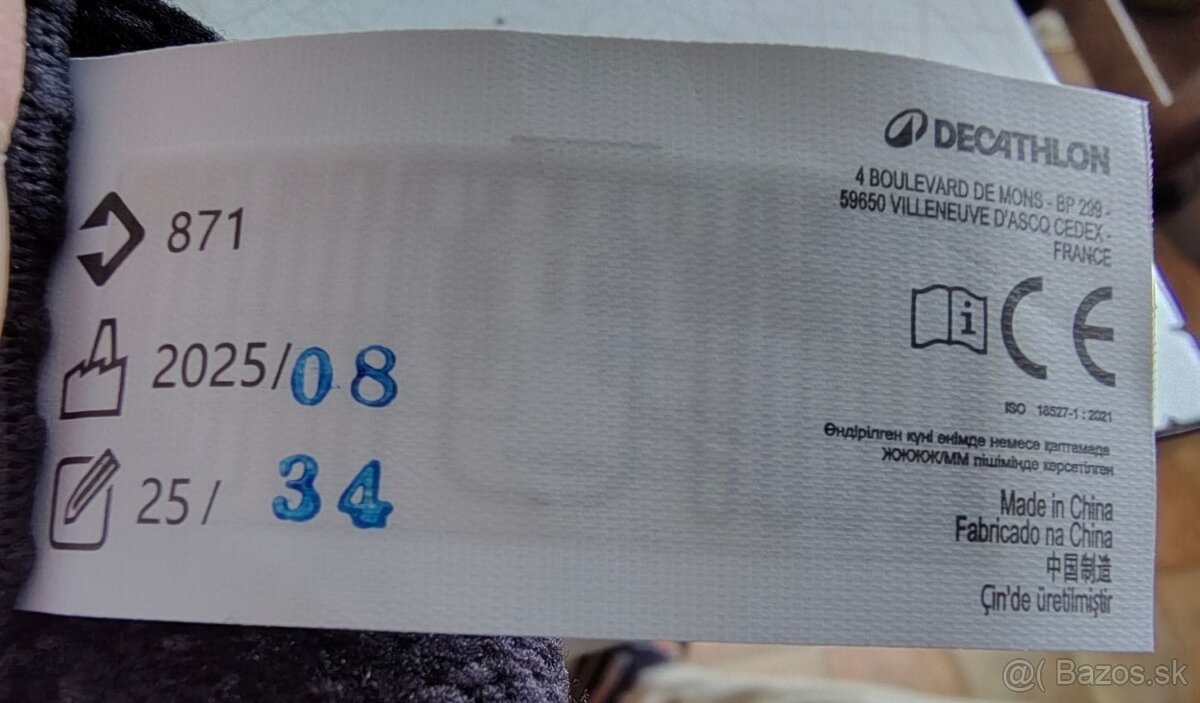 871
2025/08
25/ 34
DECATHLON
4 BOULEVARD DE MONS - BP 299 -
59650 VILLENEUVE D'ASCQ CEDEX -
FRANCE
i
CE
ISO 18527-1 : 2021
Өндірілген күні өнімде немесе қаптамада
ЖЖЖЖ/ММ пішімінде көрсетілген
Made in China
Fabricado na China
中国制造
Çin'de üretilmiştir
@( Bazos.sk